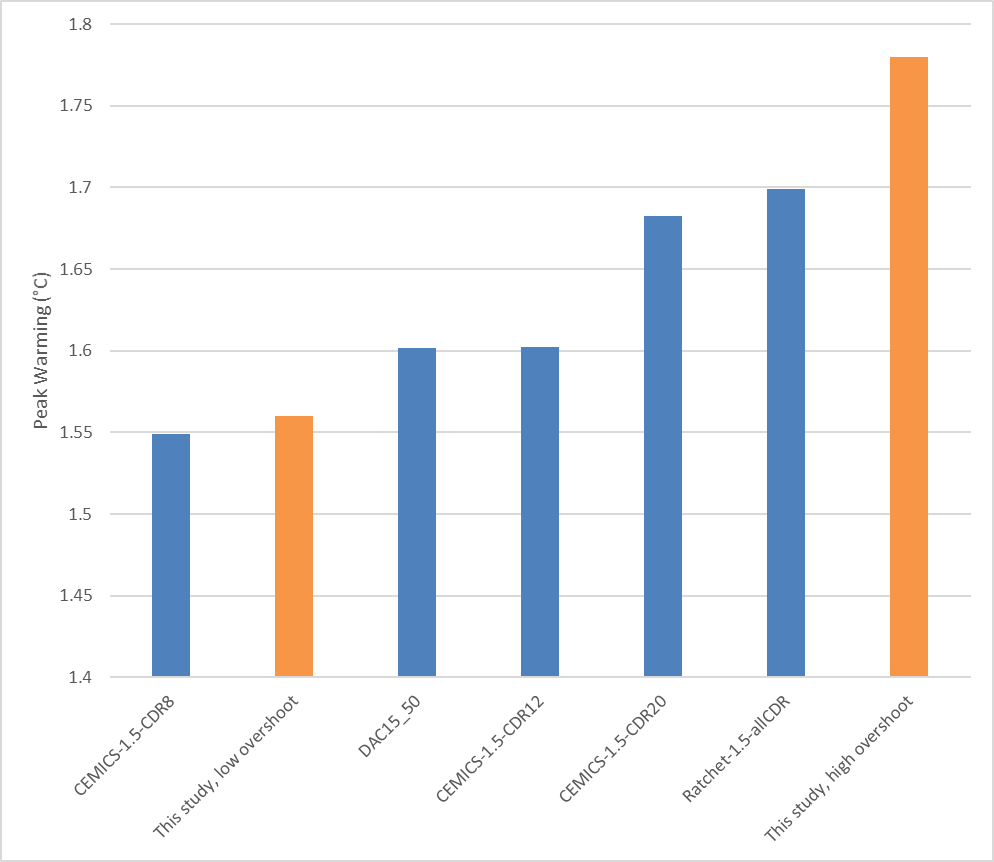 1.8
1.75
1.7
1.65
1.6
1.55
1.5
1.45
1.4
Peak Warming (°C)
CEMICS-1.5-CDR8
This study, low overshoot
DAC15_50
CEMICS-1.5-CDR12
CEMICS-1.5-CDR20
Ratchet-1.5-allCDR
This study, high overshoot